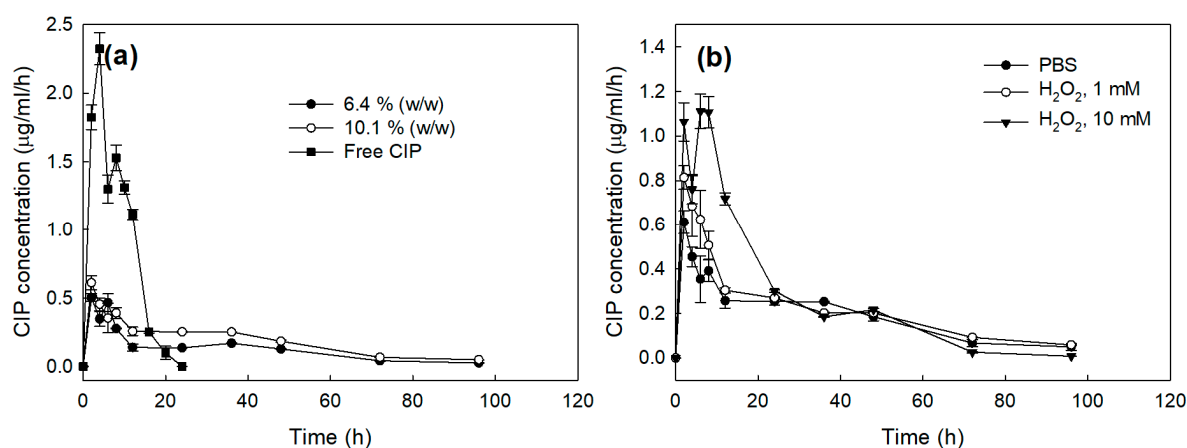 (a)
CIP concentration (µg/ml/h)
2.5
2.0
1.5
1.0
0.5
0.0
6.4 % (w/w)
10.1 % (w/w)
Free CIP
0 20 40 60 80 100 120
Time (h)
(b)
CIP concentration (µg/ml/h)
1.4
1.2
1.0
0.8
0.6
0.4
0.2
0.0
PBS
H₂O₂, 1 mM
H₂O₂, 10 mM
0 20 40 60 80 100 120
Time (h)